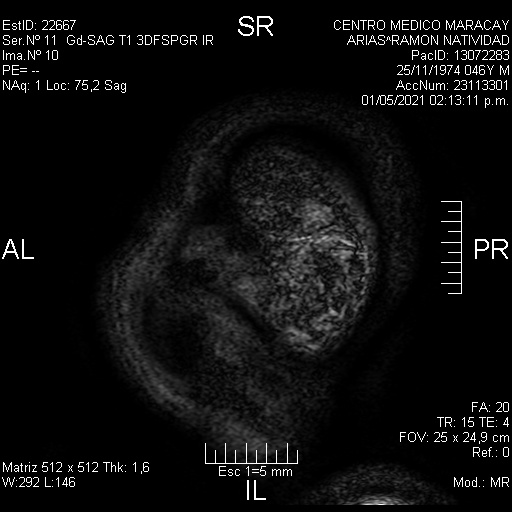 EstID: 22667
Ser.Nº 11 Gd-SAG T1 3DFSPGR IR
Ima.Nº 10
PE= --
NAq: 1 Loc: 75,2 Sag
SR
CENTRO MEDICO MARACAY
ARIAS^RAMON NATIVIDAD
PacID: 13072283
25/11/1974 046Y M
AccNum: 23113301
01/05/2021 02:13:11 p.m.
AL
PR
FA: 20
TR: 15 TE: 4
FOV: 25 x 24,9 cm
Ref.: 0
Mod.: MR
Matriz 512 x 512 Thk: 1,6
W:292 L:146
Esc 1=5 mm
IL